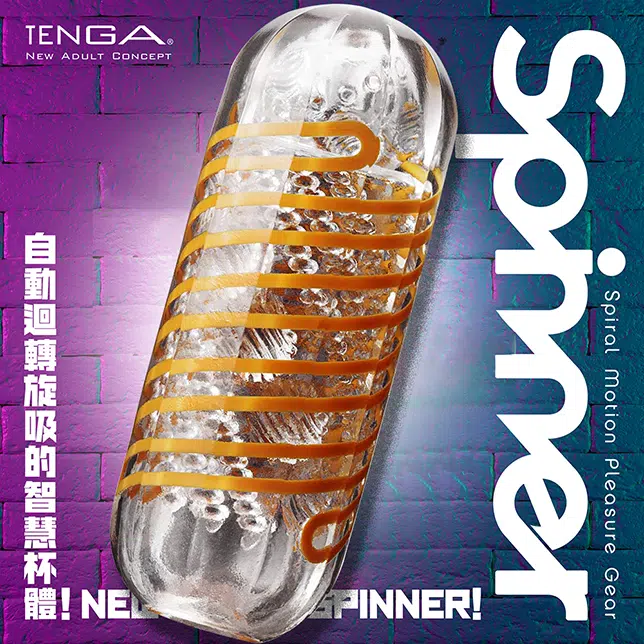 TENGA®
NEW ADULT CONCEPT
Spinner
Spiral Motion Pleasure Gear
自動迴轉旋吸的智慧杯體!
SPINNER!